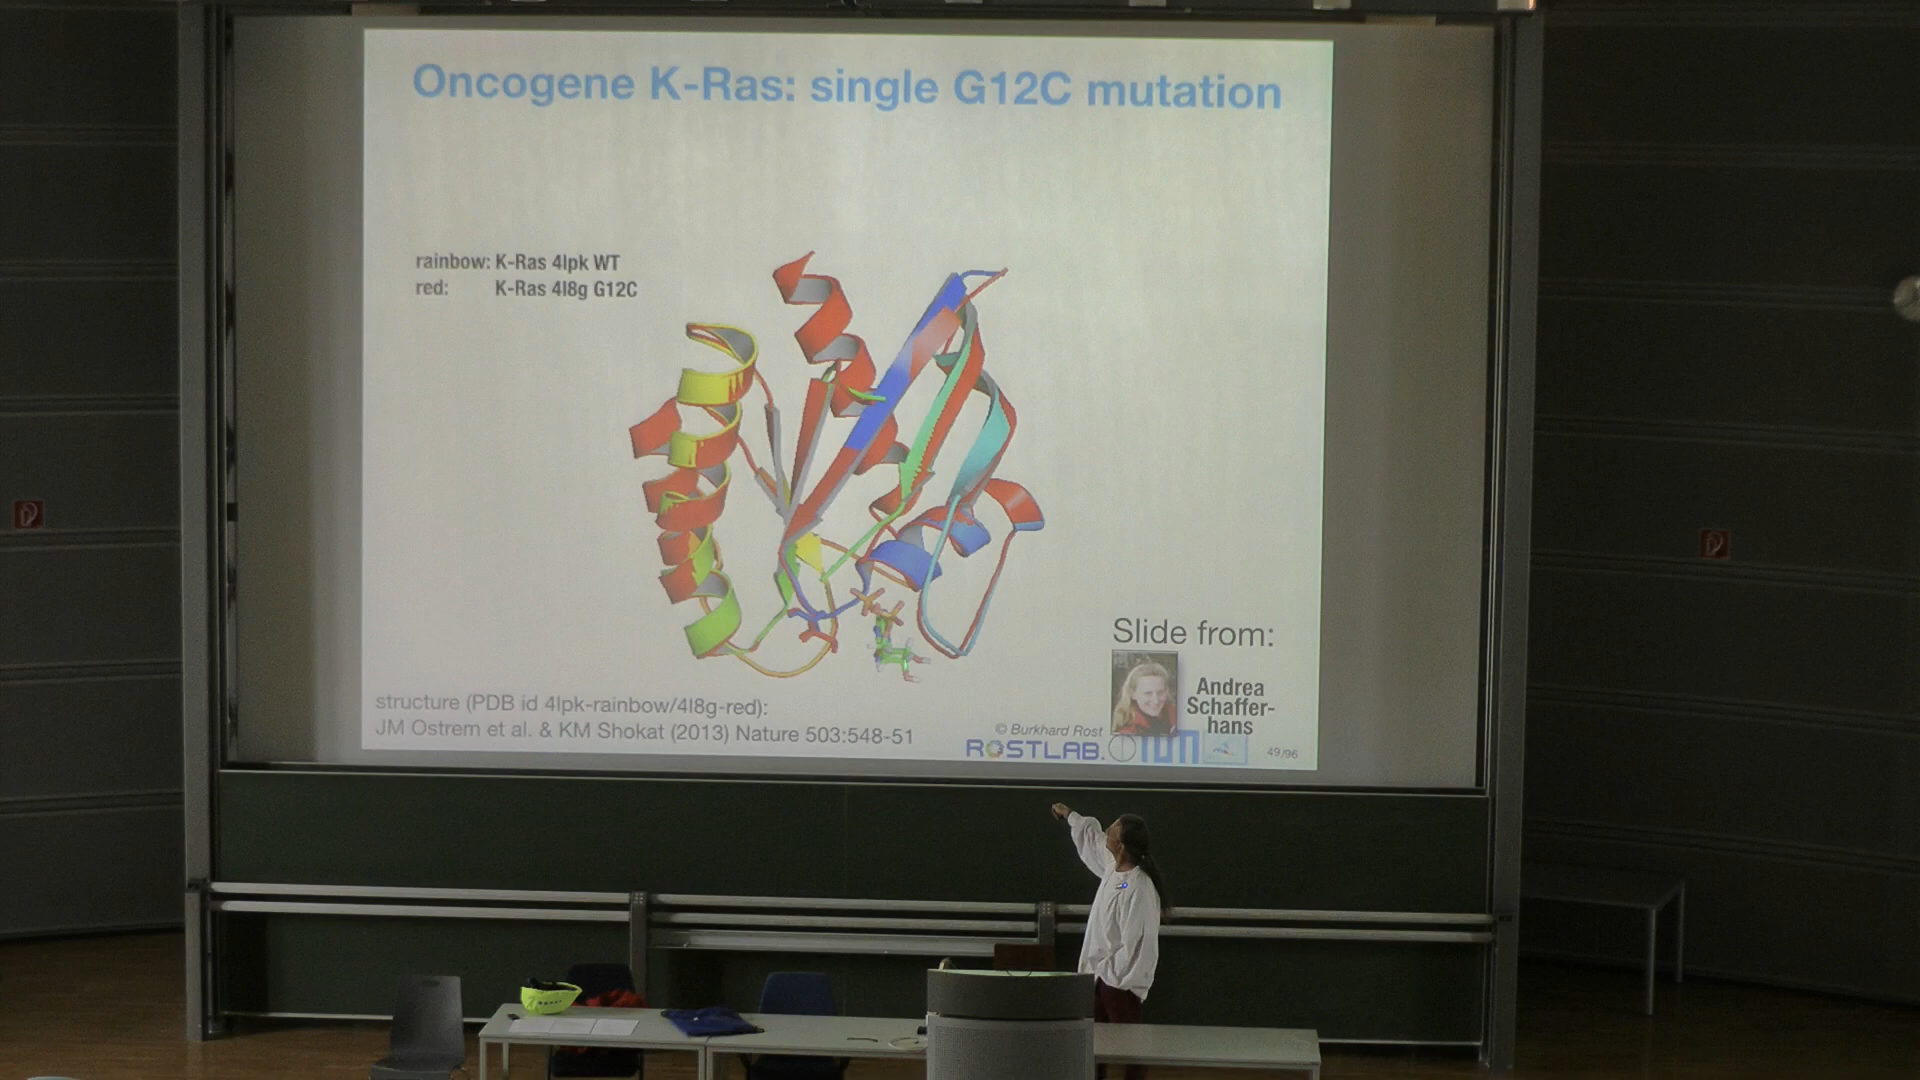 Oncogene K-Ras: single G12C mutation
rainbow: K-Ras 4lpk WT
red: K-Ras 4l8g G12C
Slide from:
Andrea
Schaffer-
hans
structure (PDB id 4lpk-rainbow/4l8g-red):
JM Ostrem et al. & KM Shokat (2013) Nature 503:548-51
© Burkhard Rost
ROSTLAB.
TUM
49/96